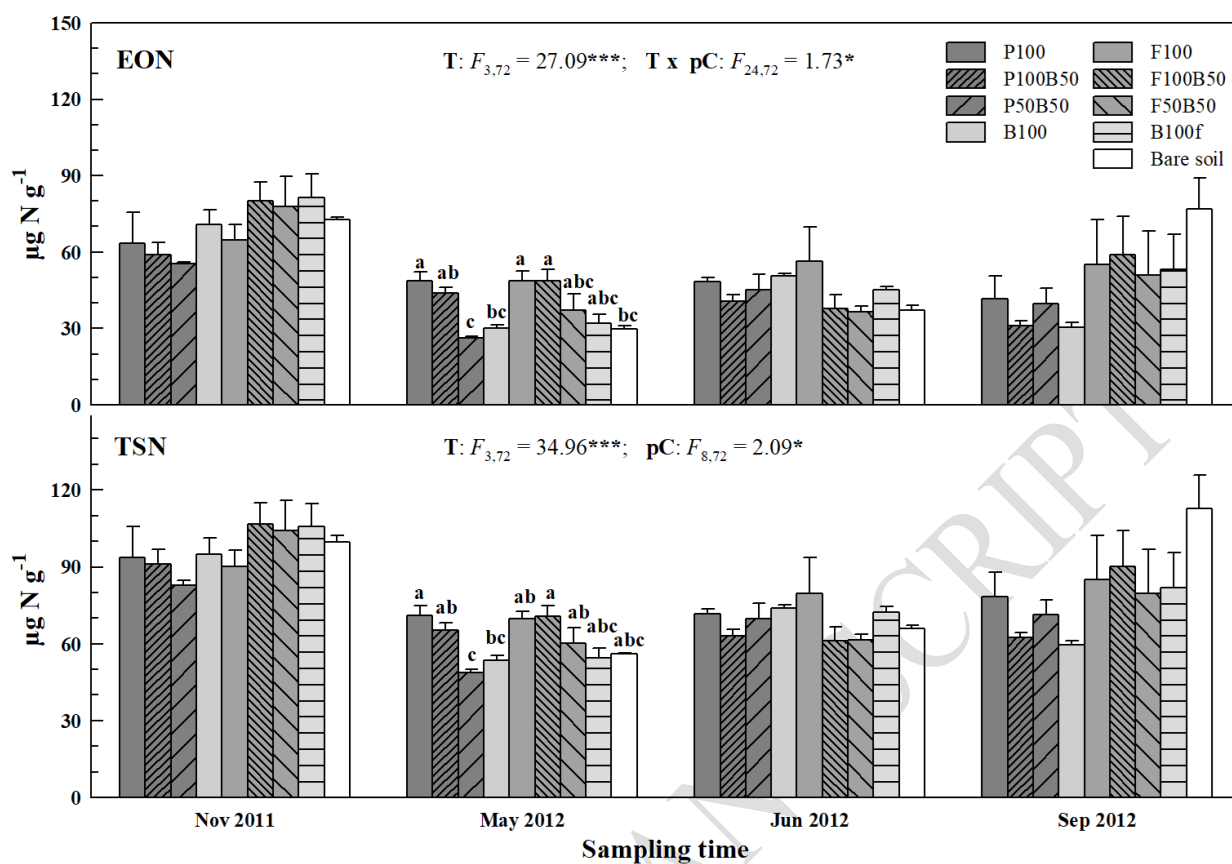 150
EON
T: F3,72 = 27.09***; T x pC: F24,72 = 1.73*
P100
F100
P100B50
F100B50
P50B50
F50B50
B100
B100f
Bare soil
120
90
60
30
0
µg N g-1
a
ab
c
bc
a
a
abc
abc
bc
TSN
T: F3,72 = 34.96***; pC: F8,72 = 2.09*
120
90
60
30
0
µg N g-1
a
ab
c
bc
ab
a
ab
abc
abc
Nov 2011
May 2012
Jun 2012
Sep 2012
Sampling time
AN
SCRIPT